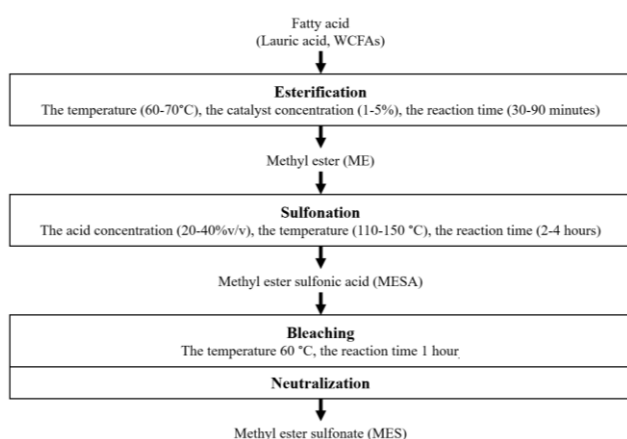 Fatty acid
(Lauric acid, WCFAs)
Esterification
The temperature (60-70°C), the catalyst concentration (1-5%), the reaction time (30-90 minutes)
Methyl ester (ME)
Sulfonation
The acid concentration (20-40%v/v), the temperature (110-150 °C), the reaction time (2-4 hours)
Methyl ester sulfonic acid (MESA)
Bleaching
The temperature 60 °C, the reaction time 1 hour
Neutralization
Methyl ester sulfonate (MES)